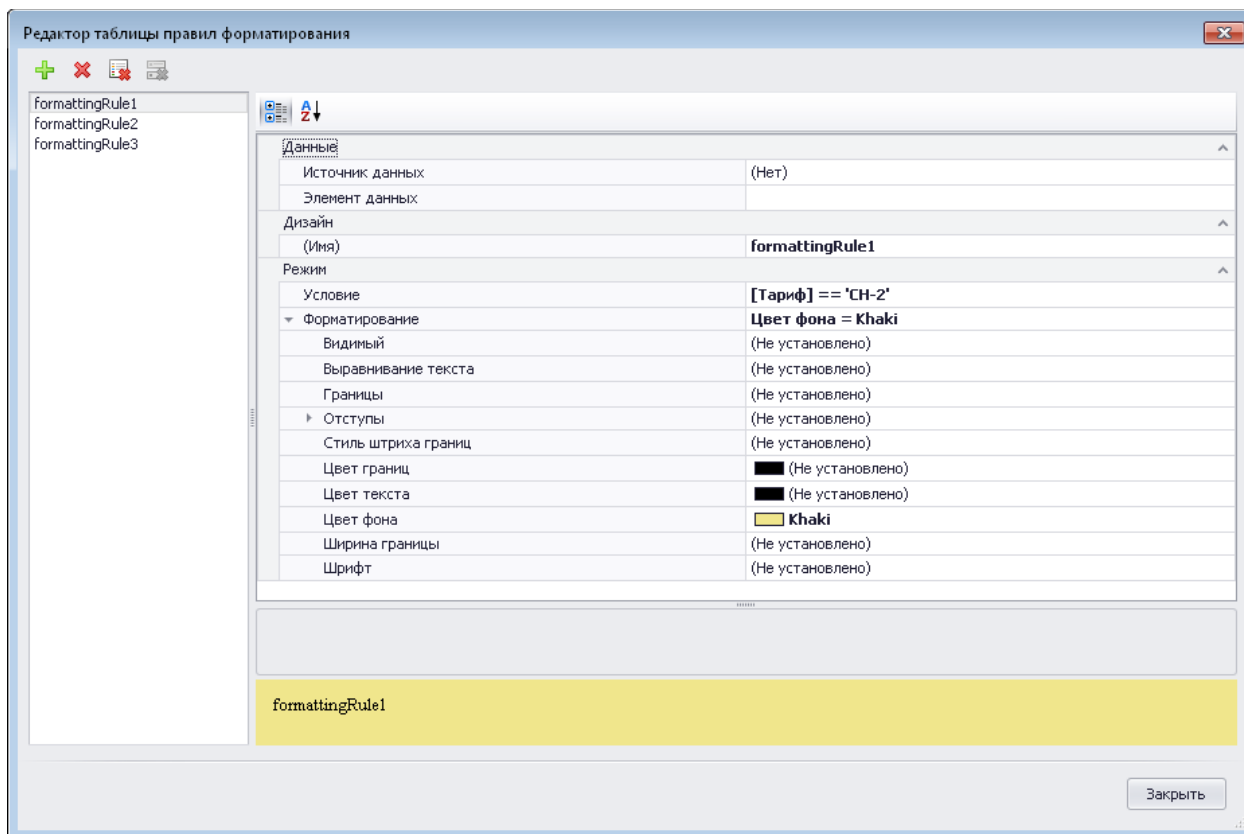 Редактор таблицы правил форматирования
formattingRule1
formattingRule2
formattingRule3
Данные
Источник данных (Нет)
Элемент данных
Дизайн
(Имя) formattingRule1
Режим
Условие [Тариф] == 'СН-2'
Форматирование Цвет фона = Khaki
Видимый (Не установлено)
Выравнивание текста (Не установлено)
Границы (Не установлено)
Отступы (Не установлено)
Стиль штриха границ (Не установлено)
Цвет границ (Не установлено)
Цвет текста (Не установлено)
Цвет фона Khaki
Ширина границы (Не установлено)
Шрифт (Не установлено)
formattingRule1
Закрыть